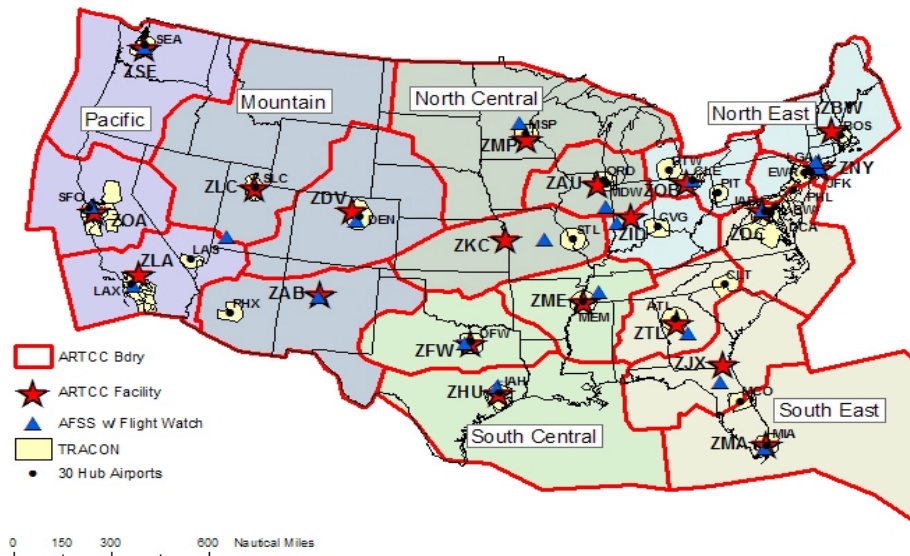 SEA
ZSE
Pacific
Mountain
North Central
North East
ZBW
BOS
MSP
ZMP
ZLC
SLC
ZDV
DEN
ZAU
ORD
MDW
DTW
ZOB
CLE
PIT
LGA
EWR
ZNY
JFK
PHL
IAD
BWI
DCA
ZDC
SFO
ZOA
ZID
CVG
ZKC
STL
LAS
ZLA
LAX
PHX
ZAB
ZME
MEM
CLT
ATL
ZTL
DFW
ZFW
ZJX
ZHU
IAH
MCO
South Central
South East
ZMA
MIA
ARTCC Bdry
ARTCC Facility
AFSS w/ Flight Watch
TRACON
30 Hub Airports
0 150 300 600 Nautical Miles